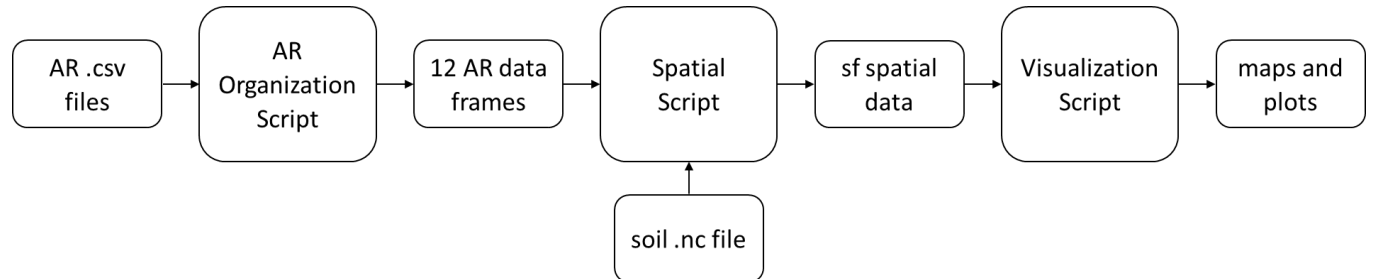 AR .csv
files
AR
Organization
Script
12 AR data
frames
Spatial
Script
sf spatial
data
Visualization
Script
maps and
plots
soil .nc file